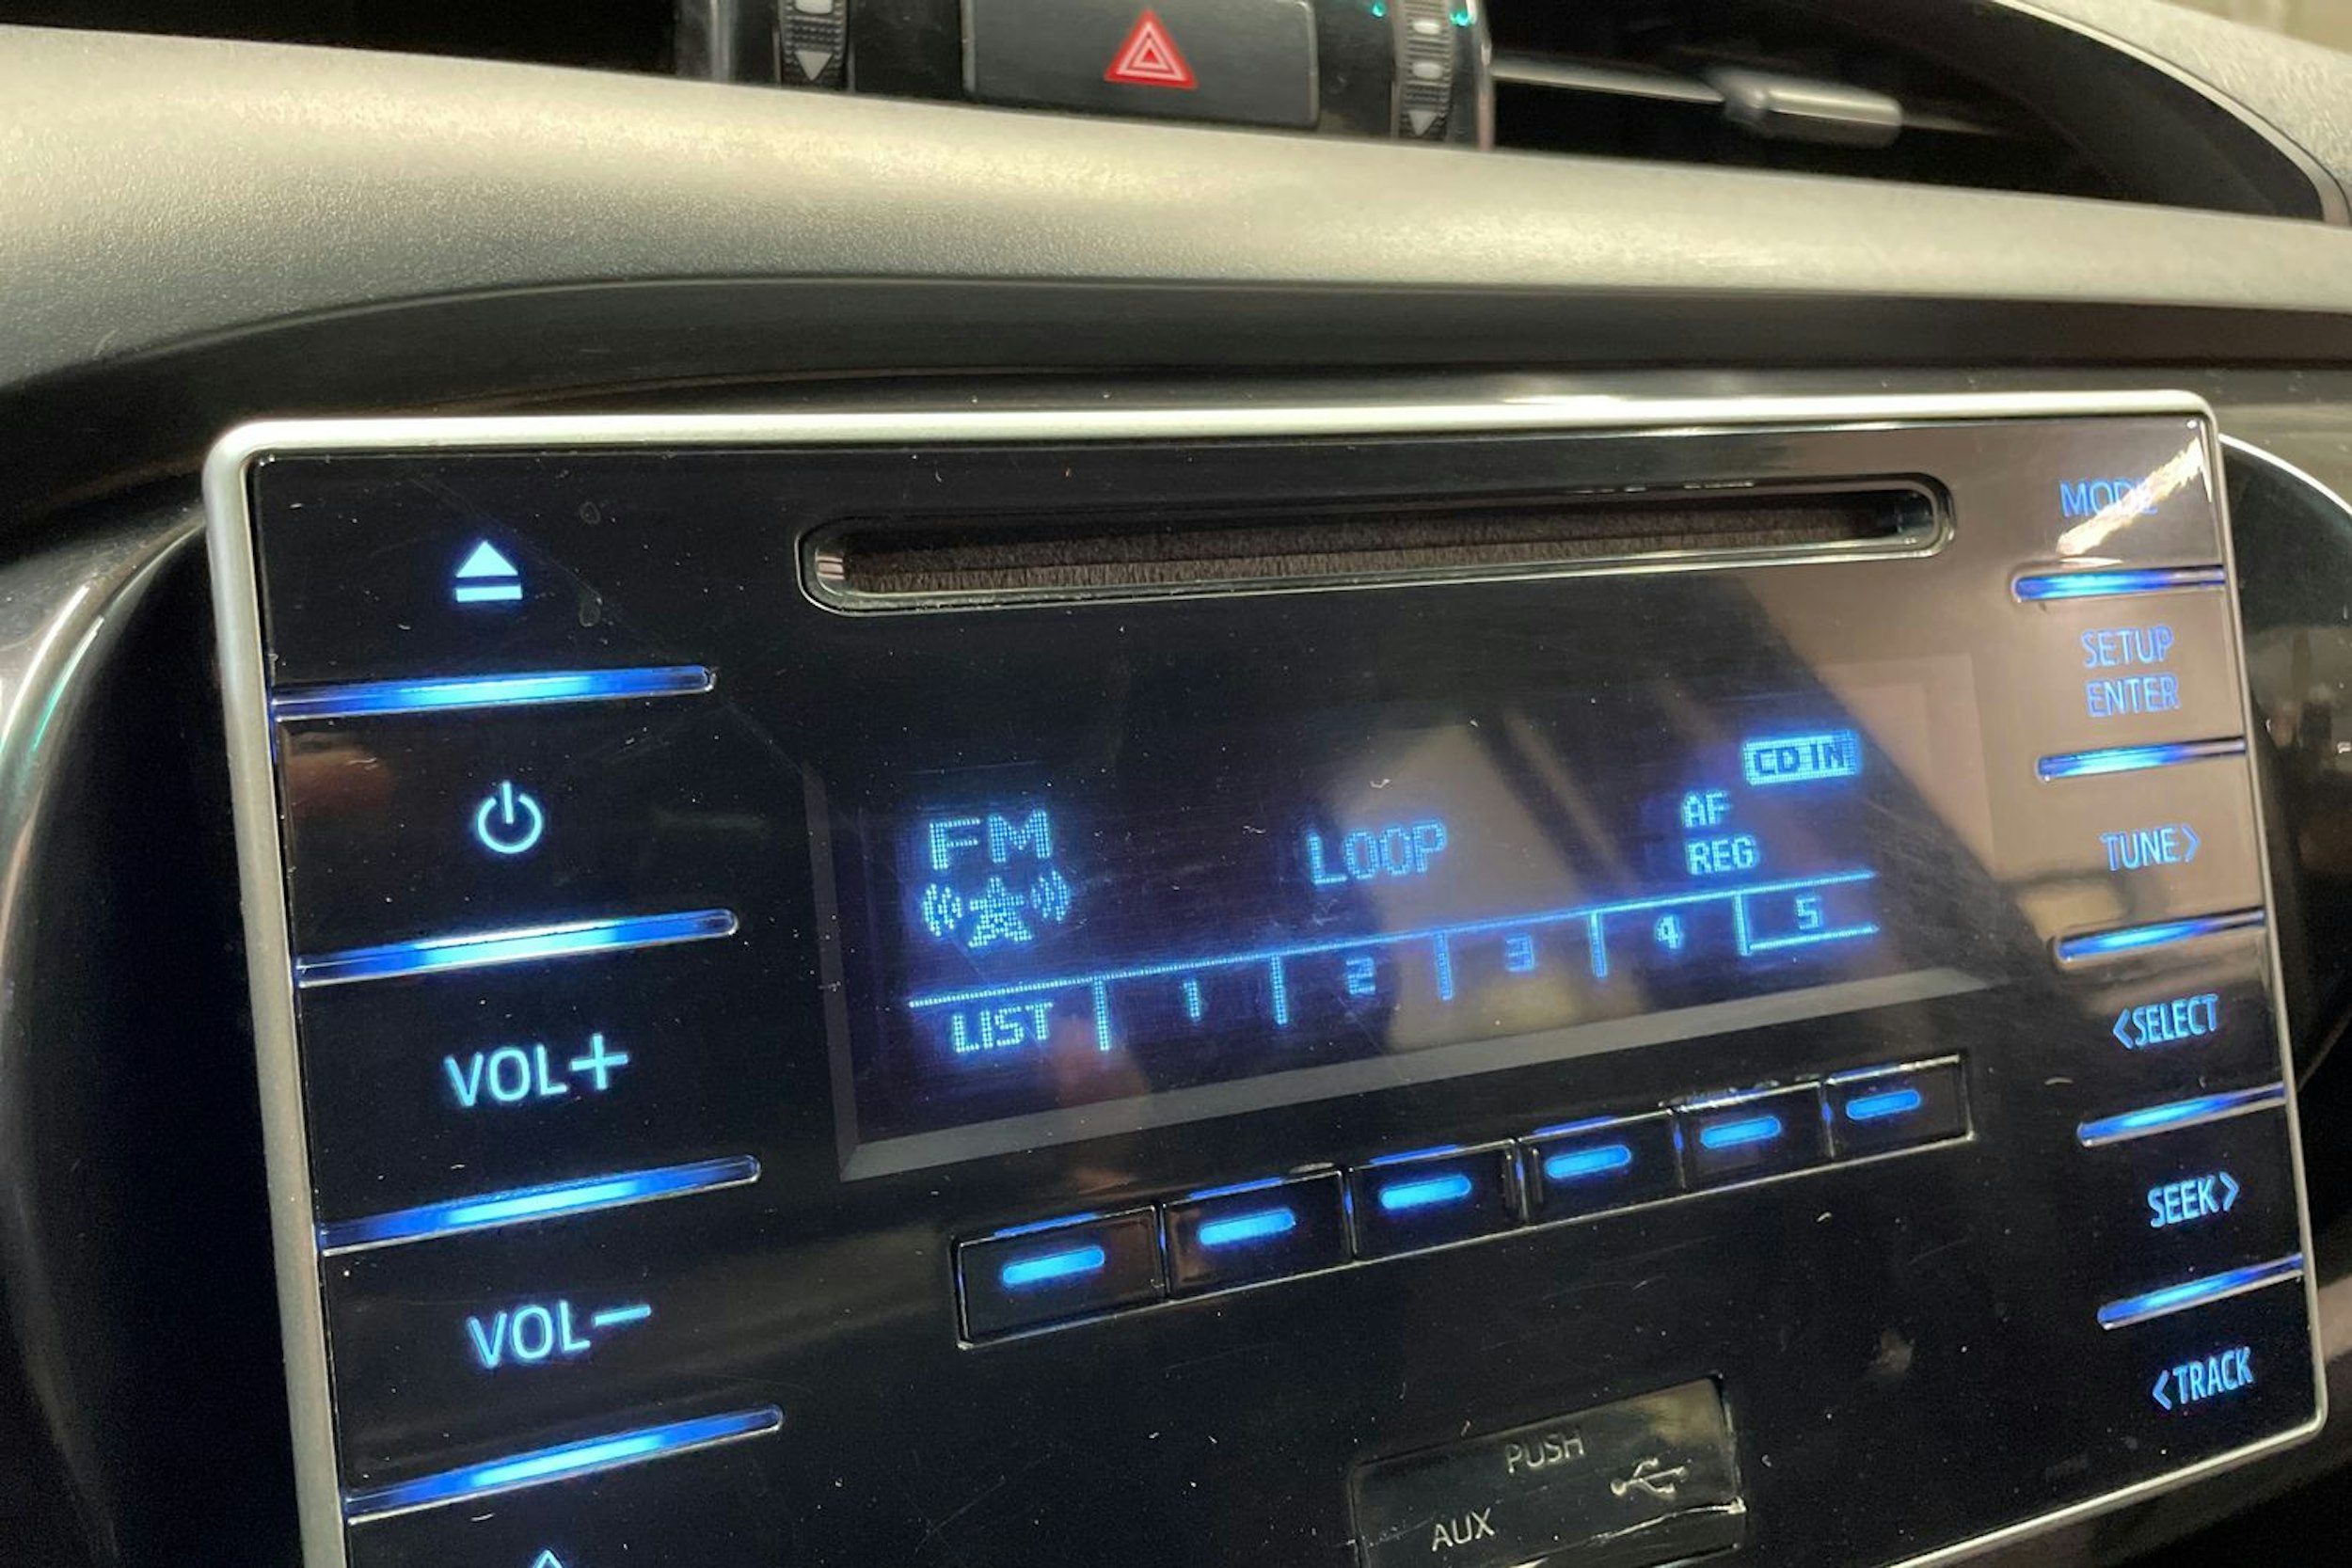 MODE
SETUP
ENTER
CD IN
FM
LOOP
AF
REG
TUNE>
LIST 1 2 3 4 5
<SELECT
VOL+
SEEK>
VOL−
<TRACK
PUSH
AUX